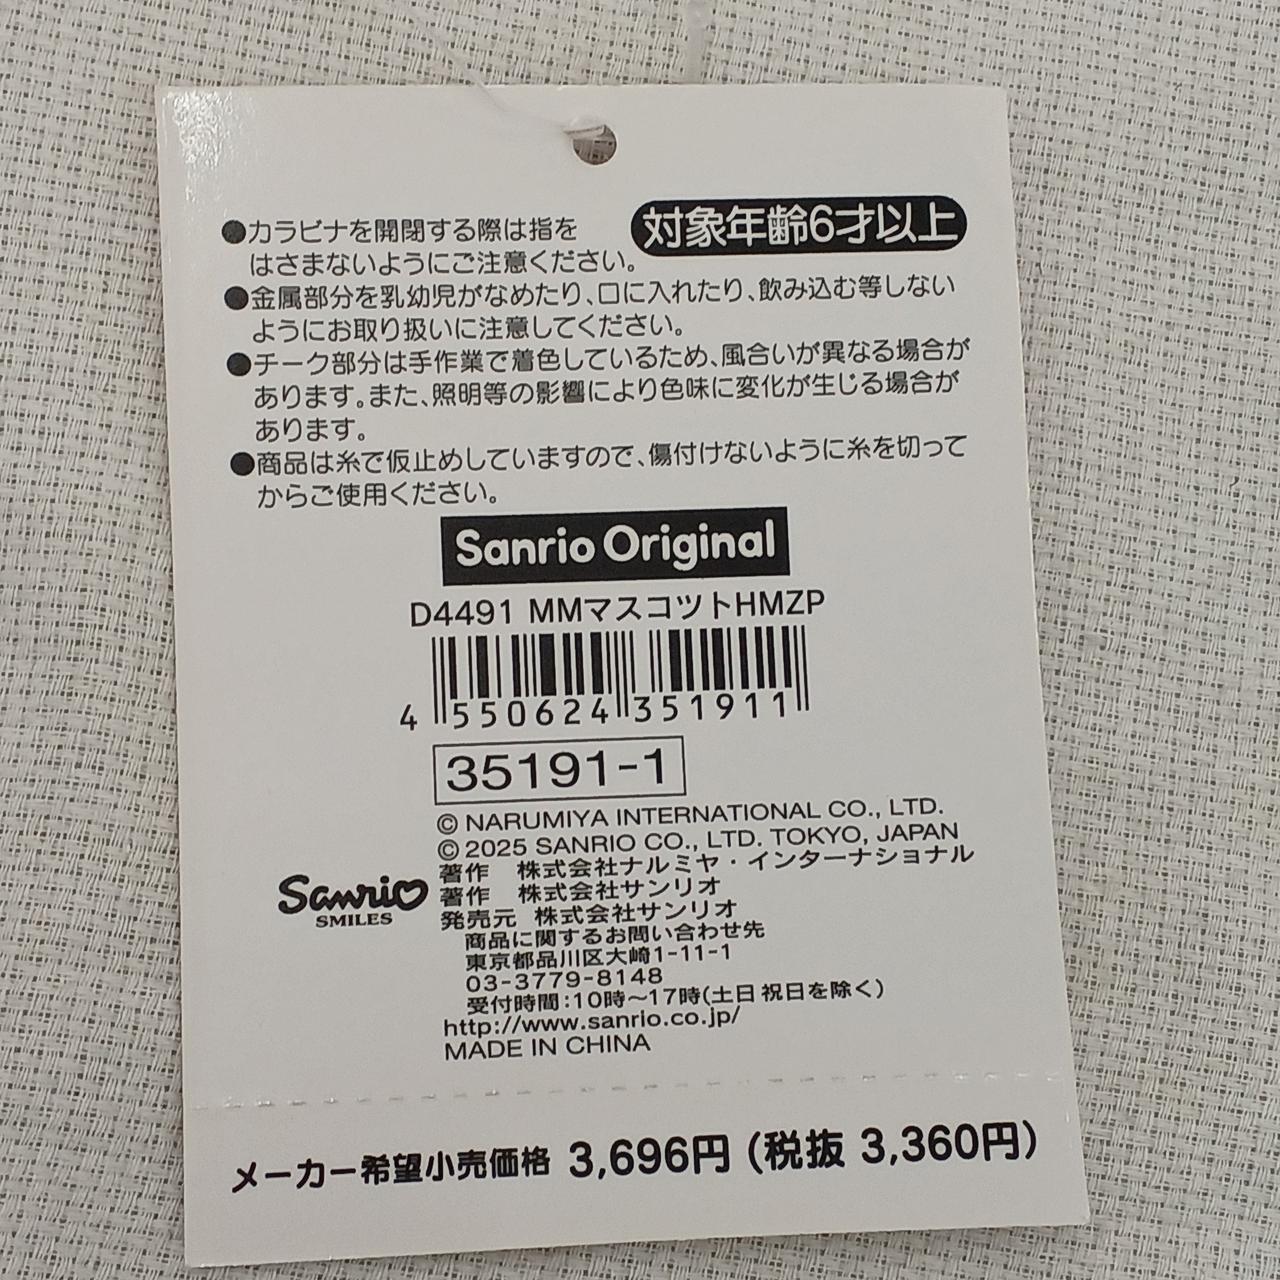 対象年齢6才以上
●カラビナを開閉する際は指を
はさまないようにご注意ください。
●金属部分を乳幼児がなめたり、口に入れたり、飲み込む等しない
ようにお取り扱いに注意してください。
●チーク部分は手作業で着色しているため、風合いが異なる場合が
あります。また、照明等の影響により色味に変化が生じる場合が
あります。
●商品は糸で仮止めしていますので、傷付けないように糸を切って
からご使用ください。
Sanrio Original
D4491 MMマスコットHMZP
4 550624 351911
35191-1
© NARUMIYA INTERNATIONAL CO., LTD.
© 2025 SANRIO CO., LTD. TOKYO, JAPAN
著作 株式会社ナルミヤ・インターナショナル
著作 株式会社サンリオ
発売元 株式会社サンリオ
Sanrio
SMILES
商品に関するお問い合わせ先
東京都品川区大崎1-11-1
03-3779-8148
受付時間:10時～17時(土日祝日を除く)
http://www.sanrio.co.jp/
MADE IN CHINA
メーカー希望小売価格 3,696円 (税抜 3,360円)